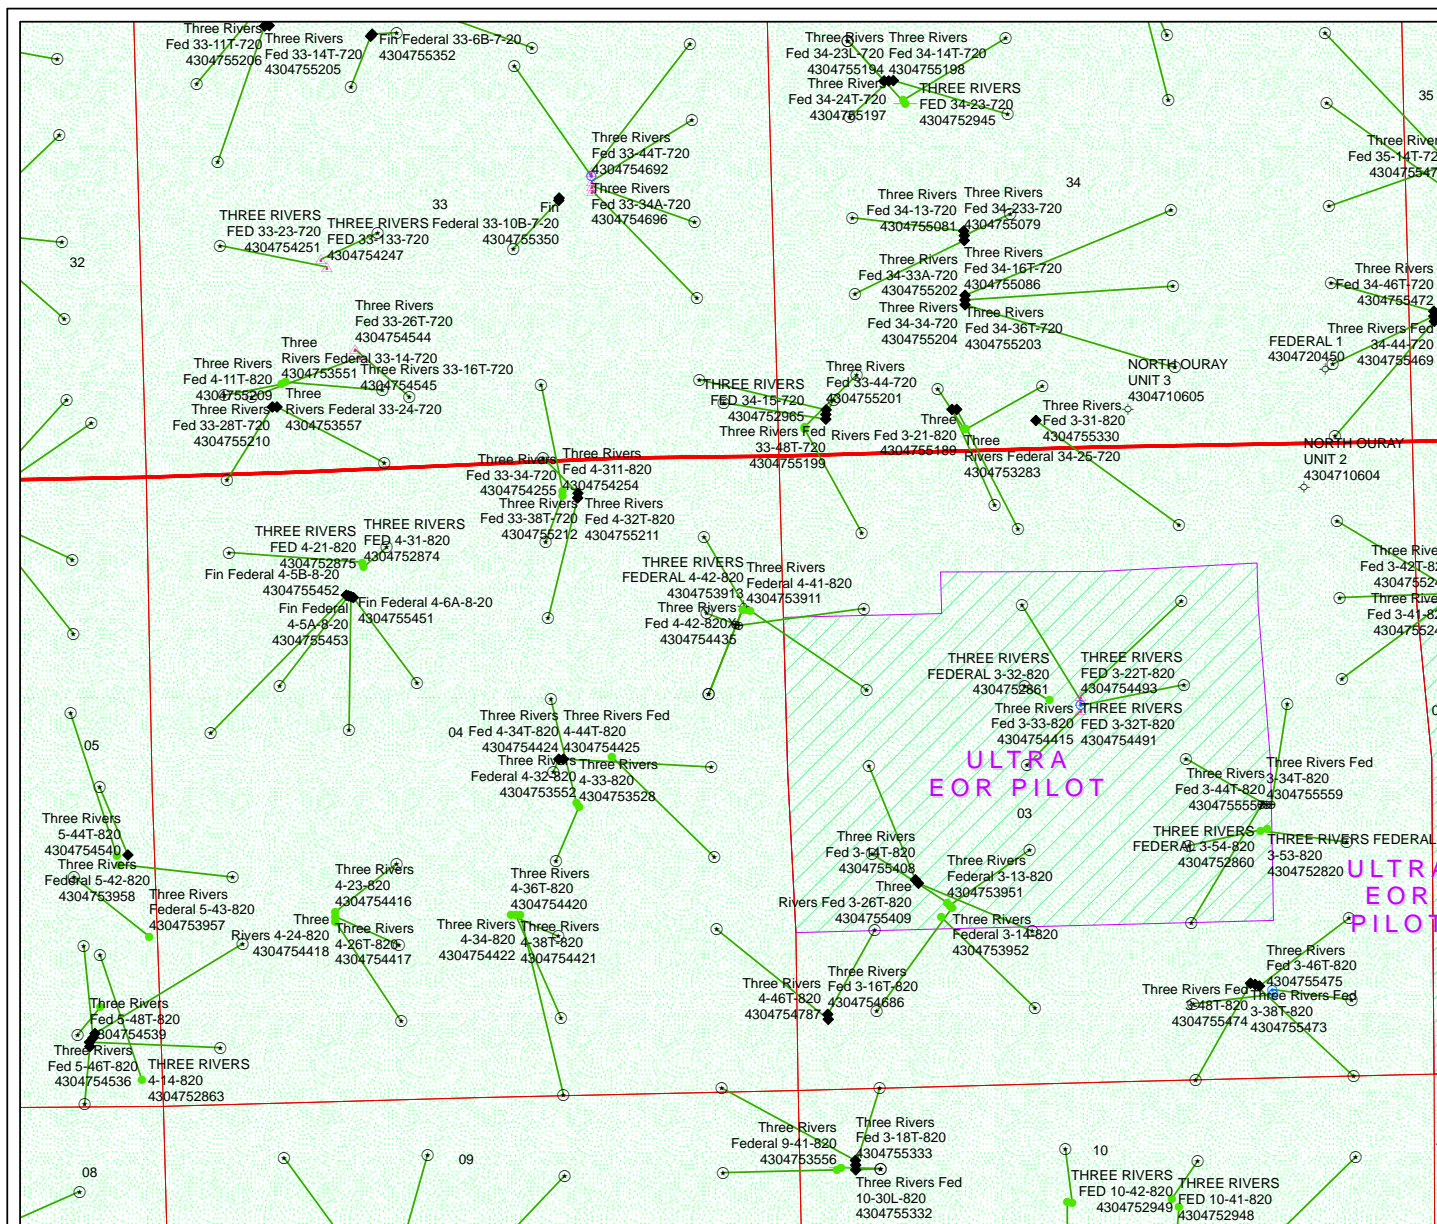 Three Rivers
Fed 33-11T-720
4304755206
Three Rivers
Fed 33-14T-720
4304755205
Fin Federal 33-6B-7-20
4304755352
Three Rivers
Fed 34-23L-720
4304755194
Three Rivers
Fed 34-14T-720
4304755198
Three Rivers
Fed 34-24T-720
4304755197
THREE RIVERS
FED 34-23-720
4304752945
35
Three Rivers
Fed 33-44T-720
4304754692
Three Rivers
Fed 33-34A-720
4304754696
33
Fin
Federal 33-10B-7-20
4304755350
THREE RIVERS
FED 33-23-720
4304754251
THREE RIVERS
FED 33-133-720
4304754247
32
34
Three Rivers
Fed 34-13-720
4304755081
Three Rivers
Fed 34-233-720
4304755079
Three Rivers
Fed 34-33A-720
4304755202
Three Rivers
Fed 34-16T-720
4304755086
Three Rivers
Fed 34-34-720
4304755204
Three Rivers
Fed 34-36T-720
4304755203
Three River
Fed 35-14T-72
430475547
Three Rivers
Fed 34-46T-720
4304755472
Three Rivers Fed
34-44-720
4304755469
FEDERAL 1
4304720450
NORTH OURAY
UNIT 3
4304710605
NORTH OURAY
UNIT 2
4304710604
Three Rivers
Fed 33-26T-720
4304754544
Three
Rivers Federal 33-14-720
4304753551
Three Rivers 33-16T-720
4304754545
Three Rivers
Fed 4-11T-820
4304755209
Three Rivers
Fed 33-28T-720
4304755210
Three
Rivers Federal 33-24-720
4304753557
THREE RIVERS
FED 34-15-720
4304752965
Three Rivers
Fed 33-44-720
4304755201
Three Rivers Fed
33-48T-720
4304755199
Three
Rivers Fed 3-21-820
4304755189
Three
Rivers Federal 34-25-720
4304753283
Three Rivers
Fed 3-31-820
4304755330
Three Rivers
Fed 33-34-720
4304754255
Three Rivers
Fed 4-311-820
4304754254
Three Rivers
Fed 33-38T-720
4304755212
Three Rivers
Fed 4-32T-820
4304755211
THREE RIVERS
FED 4-21-820
4304752875
THREE RIVERS
FED 4-31-820
4304752874
Fin Federal 4-5B-8-20
4304755452
Fin Federal
4-5A-8-20
4304755453
Fin Federal 4-6A-8-20
4304755451
THREE RIVERS
FEDERAL 4-42-820
4304753913
Three Rivers
Federal 4-41-820
4304753911
Three Rivers
Fed 4-42-820X
4304754435
Three Rive
Fed 3-42T-82
430475524
Three Rive
Fed 3-41-82
430475524
THREE RIVERS
FEDERAL 3-32-820
4304752861
THREE RIVERS
FED 3-22T-820
4304754493
Three Rivers
Fed 3-33-820
4304754415
THREE RIVERS
FED 3-32T-820
4304754491
ULTRA
EOR PILOT
03
05
04
Three Rivers
Fed 4-34T-820
4304754424
Three Rivers Fed
4-44T-820
4304754425
Three Rivers
Federal 4-32-820
4304753552
Three Rivers
4-33-820
4304753528
Three Rivers
Fed 3-44T-820
Three Rivers Fed
3-34T-820
4304755559
THREE RIVERS
FEDERAL 3-54-820
4304752860
THREE RIVERS FEDERAL
3-53-820
4304752820
ULTRA
EOR
PILOT
Three Rivers
5-44T-820
4304754540
Three Rivers
Federal 5-42-820
4304753958
Three Rivers
Federal 5-43-820
4304753957
Three Rivers
4-23-820
4304754416
Three
Rivers 4-24-820
4304754418
Three Rivers
4-26T-820
4304754417
Three Rivers
4-36T-820
4304754420
Three Rivers
4-34-820
4304754422
Three Rivers
4-38T-820
4304754421
Three Rivers
Fed 3-14T-820
4304755408
Three Rivers
Federal 3-13-820
4304753951
Three
Rivers Fed 3-26T-820
4304755409
Three Rivers
Federal 3-14-820
4304753952
Three Rivers
4-46T-820
4304754787
Three Rivers
Fed 3-16T-820
4304754686
Three Rivers
Fed 3-46T-820
4304755475
Three Rivers Fed
3-48T-820
4304755474
Three Rivers Fed
3-38T-820
4304755473
Three Rivers
Fed 5-48T-820
4304754539
Three Rivers
Fed 5-46T-820
4304754536
THREE RIVERS
4-14-820
4304752863
08
09
10
Three Rivers
Federal 9-41-820
4304753556
Three Rivers
Fed 3-18T-820
4304755333
Three Rivers Fed
10-30L-820
4304755332
THREE RIVERS
FED 10-42-820
4304752949
THREE RIVERS
FED 10-41-820
4304752948